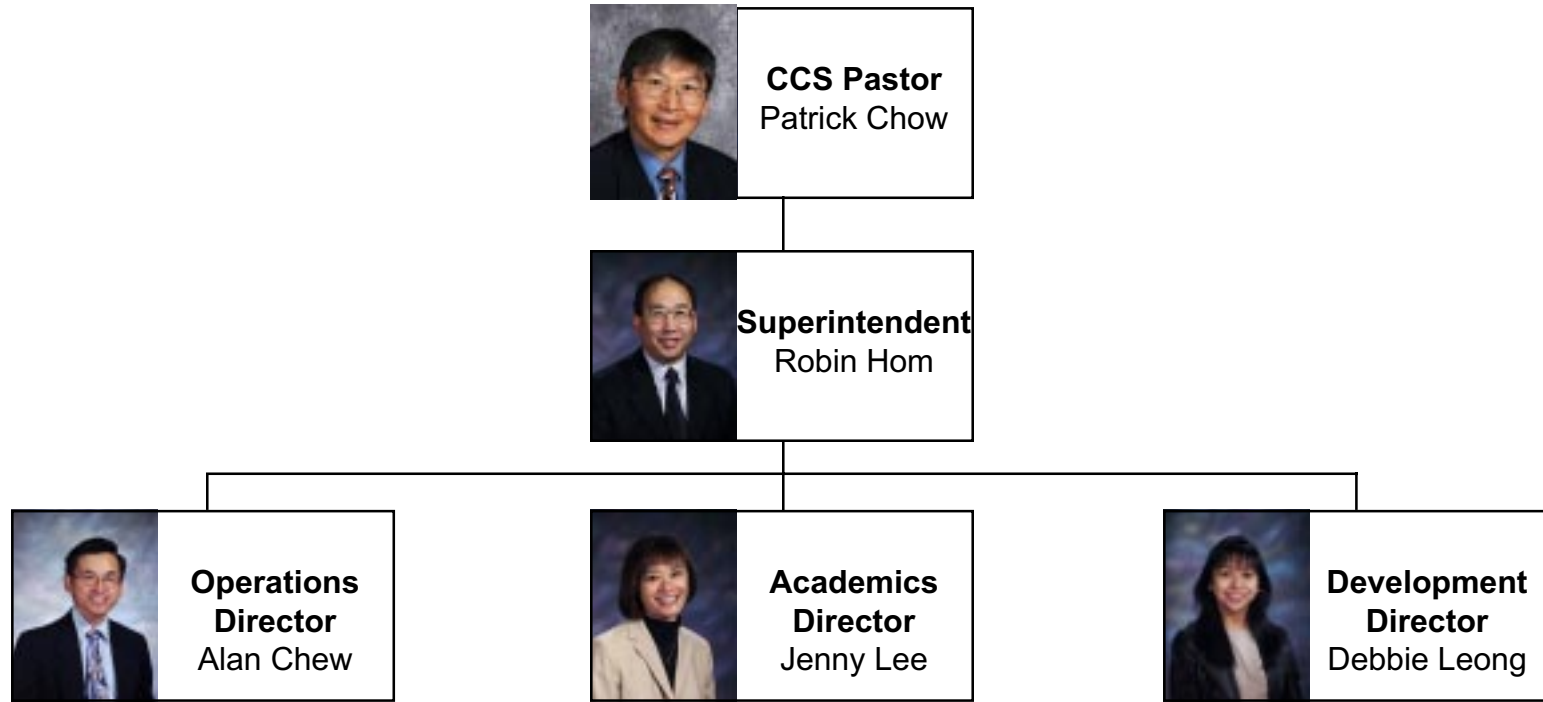 CCS Pastor
Patrick Chow
Superintendent
Robin Hom
Operations
Director
Alan Chew
Academics
Director
Jenny Lee
Development
Director
Debbie Leong